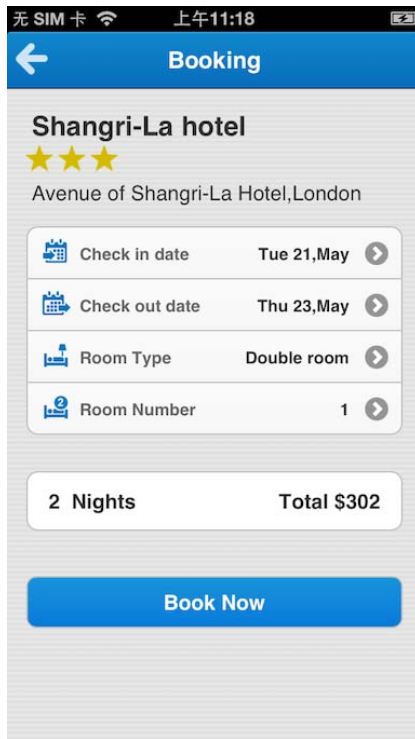 无 SIM 卡 上午11:18
Booking
Shangri-La hotel
Avenue of Shangri-La Hotel,London
Check in date Tue 21,May
Check out date Thu 23,May
Room Type Double room
2 Room Number 1
2 Nights Total $302
Book Now